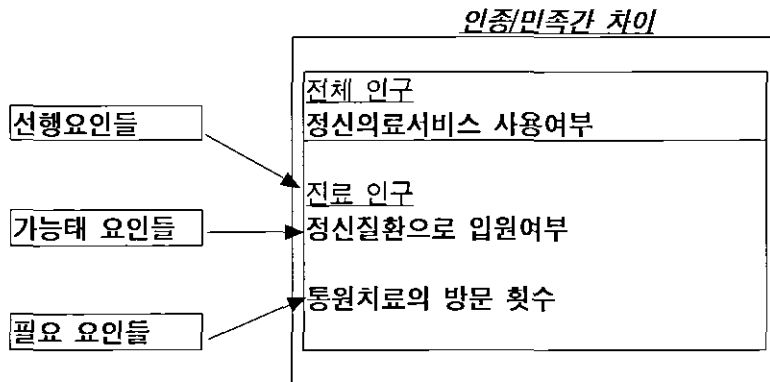 인종/민족간 차이
전체 인구
정신의료서비스 사용여부
선행요인들
진료 인구
가능태 요인들
정신질환으로 입원여부
통원치료의 방문 횟수
필요 요인들